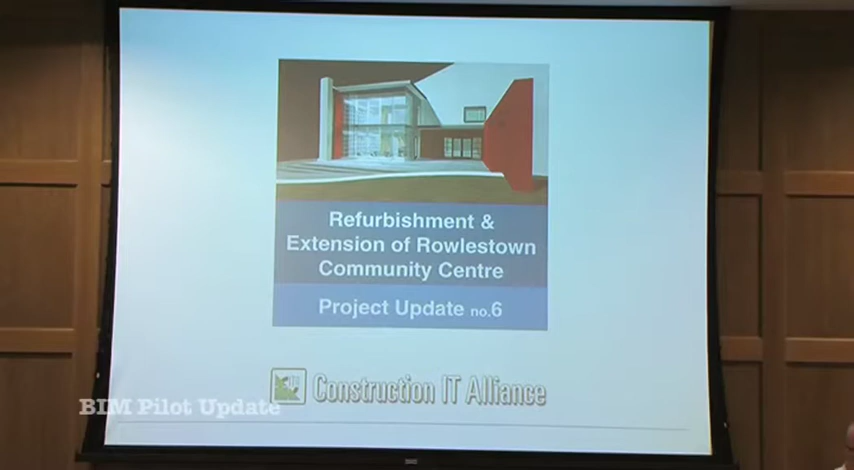 Refurbishment &
Extension of Rowlestown
Community Centre
Project Update no.6
Construction IT Alliance
BIM Pilot Update